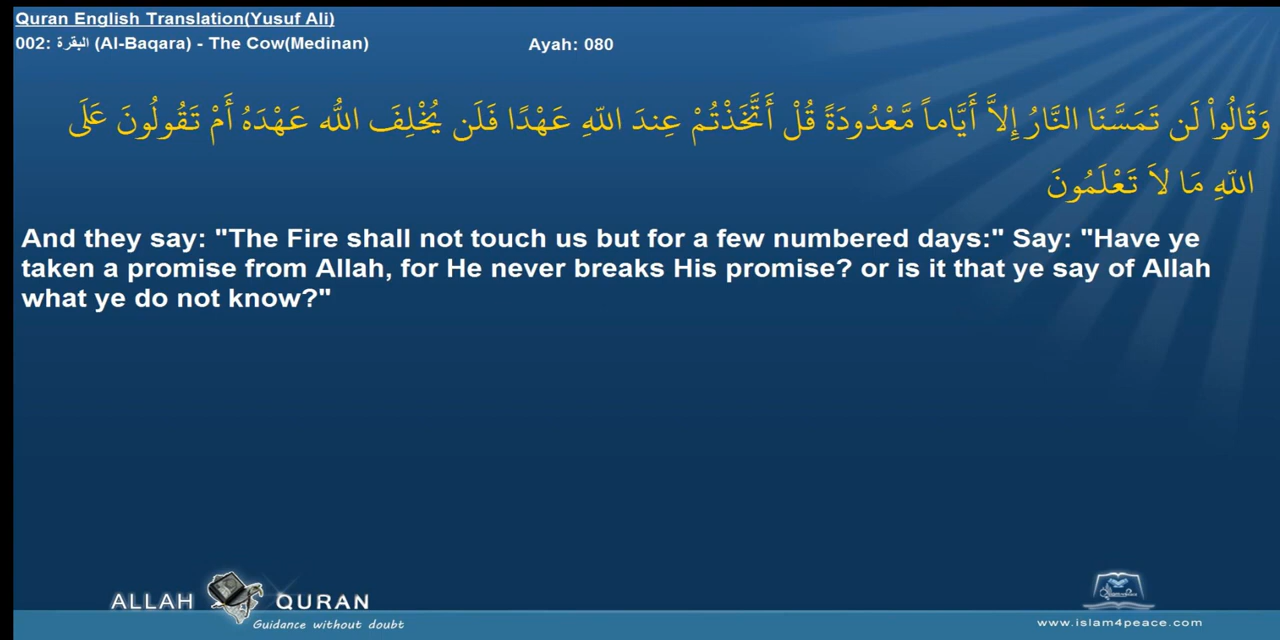 Quran English Translation(Yusuf Ali)
002: البقرة (Al-Baqara) - The Cow(Medinan)
Ayah: 080
وَقَالُواْ لَن تَمَسَّنَا النَّارُ إِلاَّ أَيَّاماً مَّعْدُودَةً قُلْ أَتَّخَذْتُمْ عِندَ اللّهِ عَهْدًا فَلَن يُخْلِفَ اللّهُ عَهْدَهُ أَمْ تَقُولُونَ عَلَى
اللّهِ مَا لاَ تَعْلَمُونَ
And they say: "The Fire shall not touch us but for a few numbered days:" Say: "Have ye
taken a promise from Allah, for He never breaks His promise? or is it that ye say of Allah
what ye do not know?"
ALLAH QURAN
Guidance without doubt
www.islam4peace.com